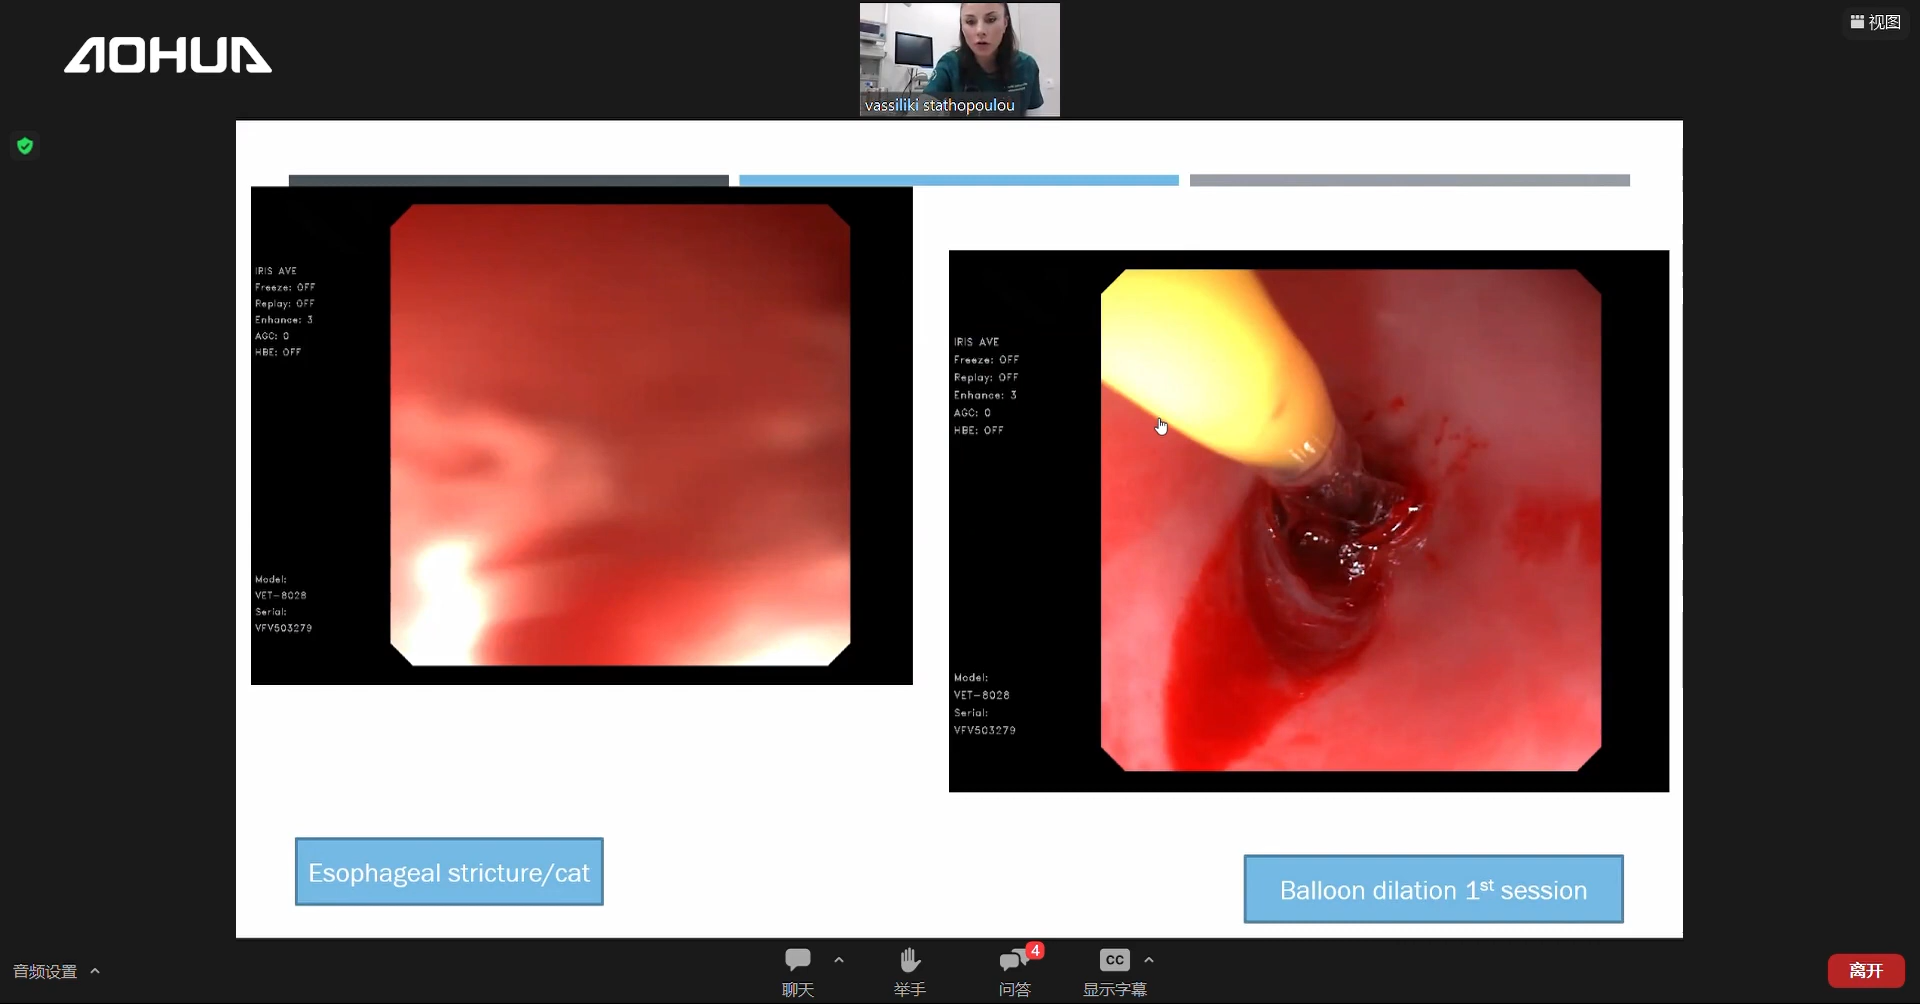 AOHUA
vassiliki stathopoulou
视图
IRIS AVE
Freeze: OFF
Replay: OFF
Enhance: 3
AGC: 0
HBE: OFF
Model:
VET-8028
Serial:
VFV503279
IRIS AVE
Freeze: OFF
Replay: OFF
Enhance: 3
AGC: 0
HBE: OFF
Model:
VET-8028
Serial:
VFV503279
Esophageal stricture/cat
Balloon dilation 1st session
音频设置
聊天
举手
4
问答
CC
显示字幕
离开